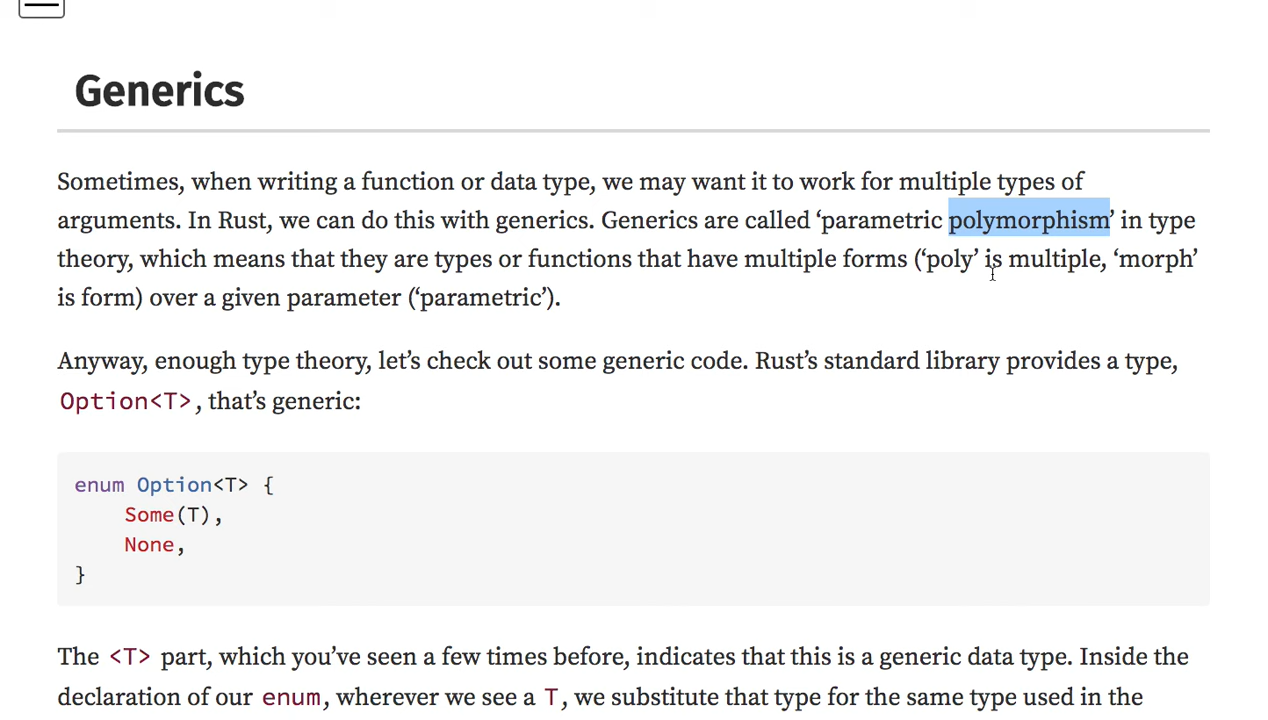 Generics
Sometimes, when writing a function or data type, we may want it to work for multiple types of
arguments. In Rust, we can do this with generics. Generics are called ‘parametric polymorphism’ in type
theory, which means that they are types or functions that have multiple forms (‘poly’ is multiple, ‘morph’
is form) over a given parameter (‘parametric’).
Anyway, enough type theory, let’s check out some generic code. Rust’s standard library provides a type,
Option<T>, that’s generic:
enum Option<T> {
    Some(T),
    None,
}
The <T> part, which you’ve seen a few times before, indicates that this is a generic data type. Inside the
declaration of our enum, wherever we see a T, we substitute that type for the same type used in the